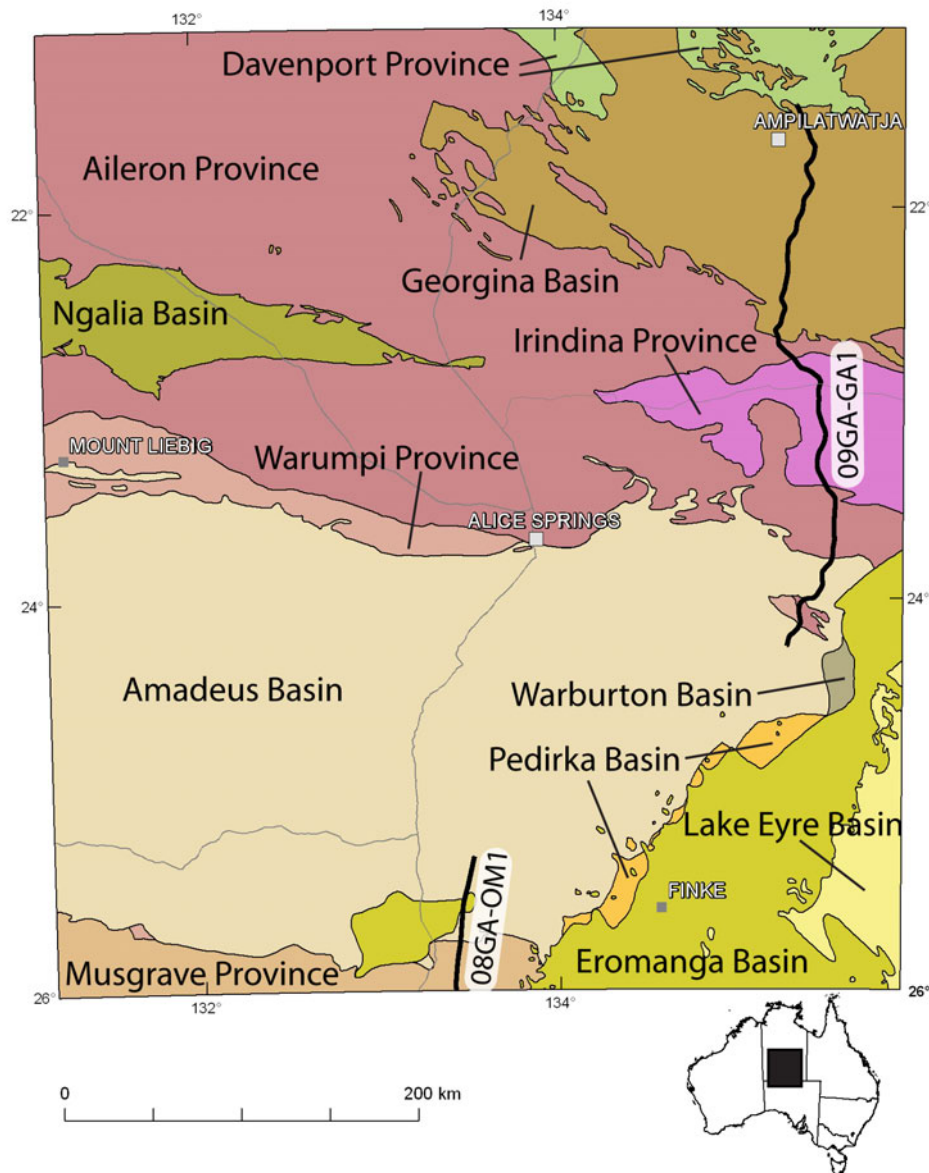 132°
134°
Davenport Province
AMPILATWATJA
Aileron Province
22°
22°
Georgina Basin
Ngalia Basin
Irindina Province
09GA-GA1
MOUNT LIEBIG
Warumpi Province
ALICE SPRINGS
24°
24°
Amadeus Basin
Warburton Basin
Pedirka Basin
Lake Eyre Basin
FINKE
08GA-OM1
Musgrave Province
Eromanga Basin
26°
26°
132°
134°
0
200 km